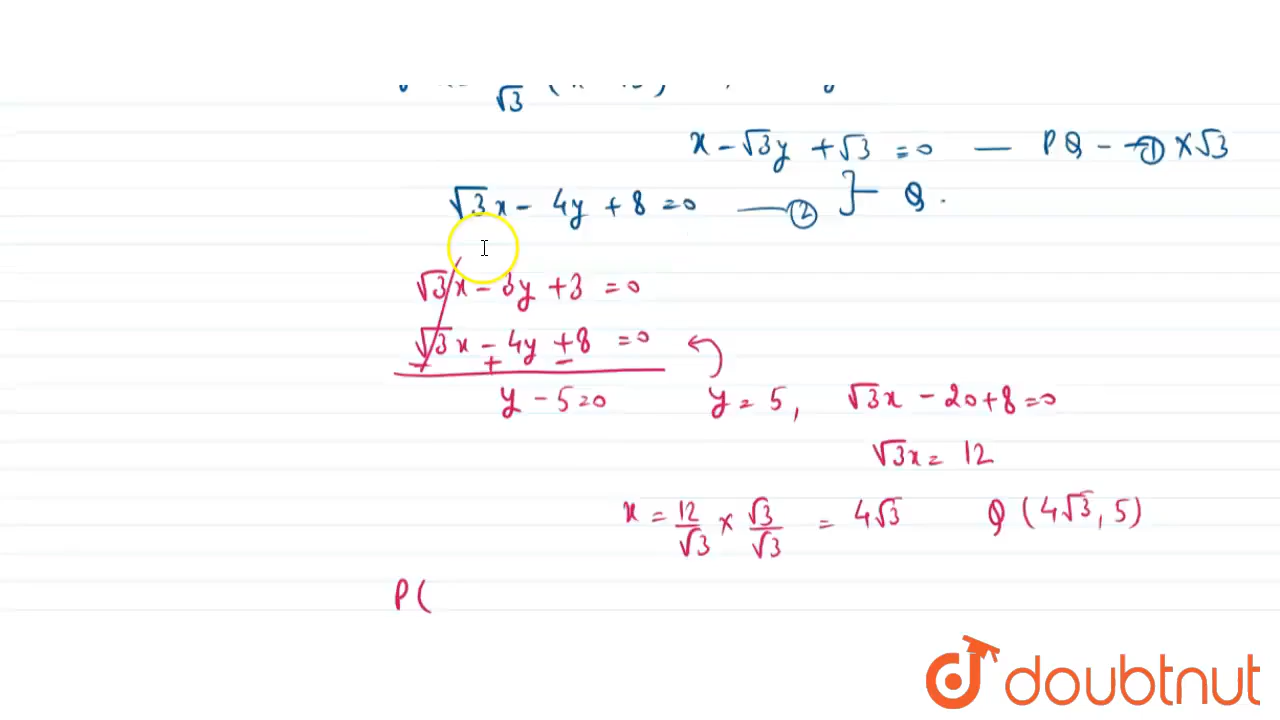 √3
x - √3y + √3 = 0 — PQ - ① × √3
√3x - 4y + 8 = 0 — ② } Q.
√3x - 3y + 3 = 0
√3x - 4y + 8 = 0
- + -
y - 5 = 0 y = 5, √3x - 20 + 8 = 0
√3x = 12
x = 12/√3 × √3/√3 = 4√3 Q (4√3, 5)
P(
doubtnut